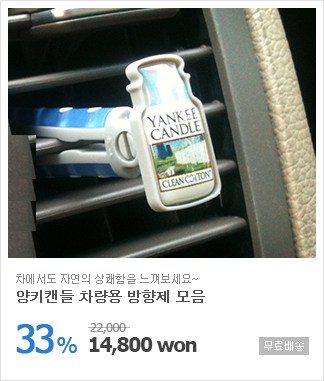 YANKEE
CANDLE
CLEAN COTTON
차에서도 자연의 상쾌함을 느껴보세요~
양키캔들 차량용 방향제 모음
33%
22,000
14,800 won
무료배송